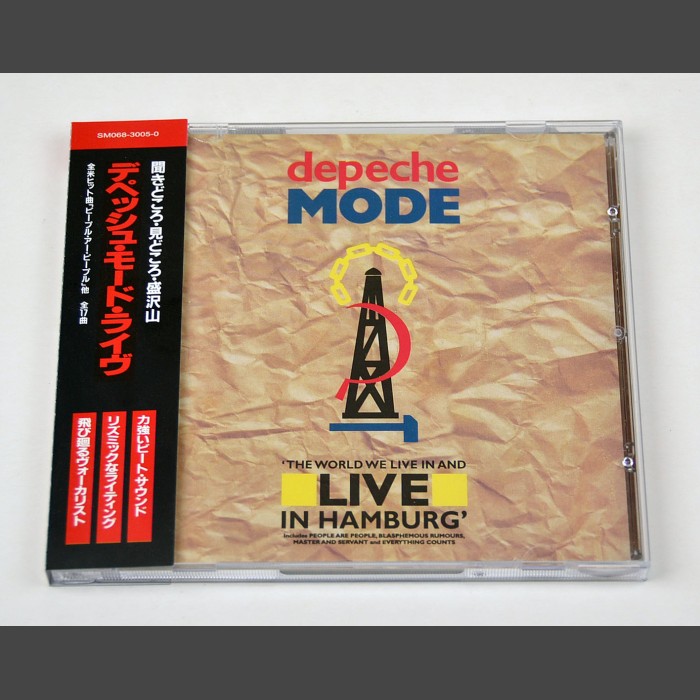 SM068-3005-0
聞きどころ・見どころ・盛沢山
デペッシュ・モード・ライヴ
全米ヒット曲“ピープル・アー・ピープル”他 全17曲
力強いビート・サウンド
リズミックなライティング
飛び廻るヴォーカリスト
depeche
MODE
'THE WORLD WE LIVE IN AND
LIVE
IN HAMBURG'
includes PEOPLE ARE PEOPLE, BLASPHEMOUS RUMOURS,
MASTER AND SERVANT and EVERYTHING COUNTS